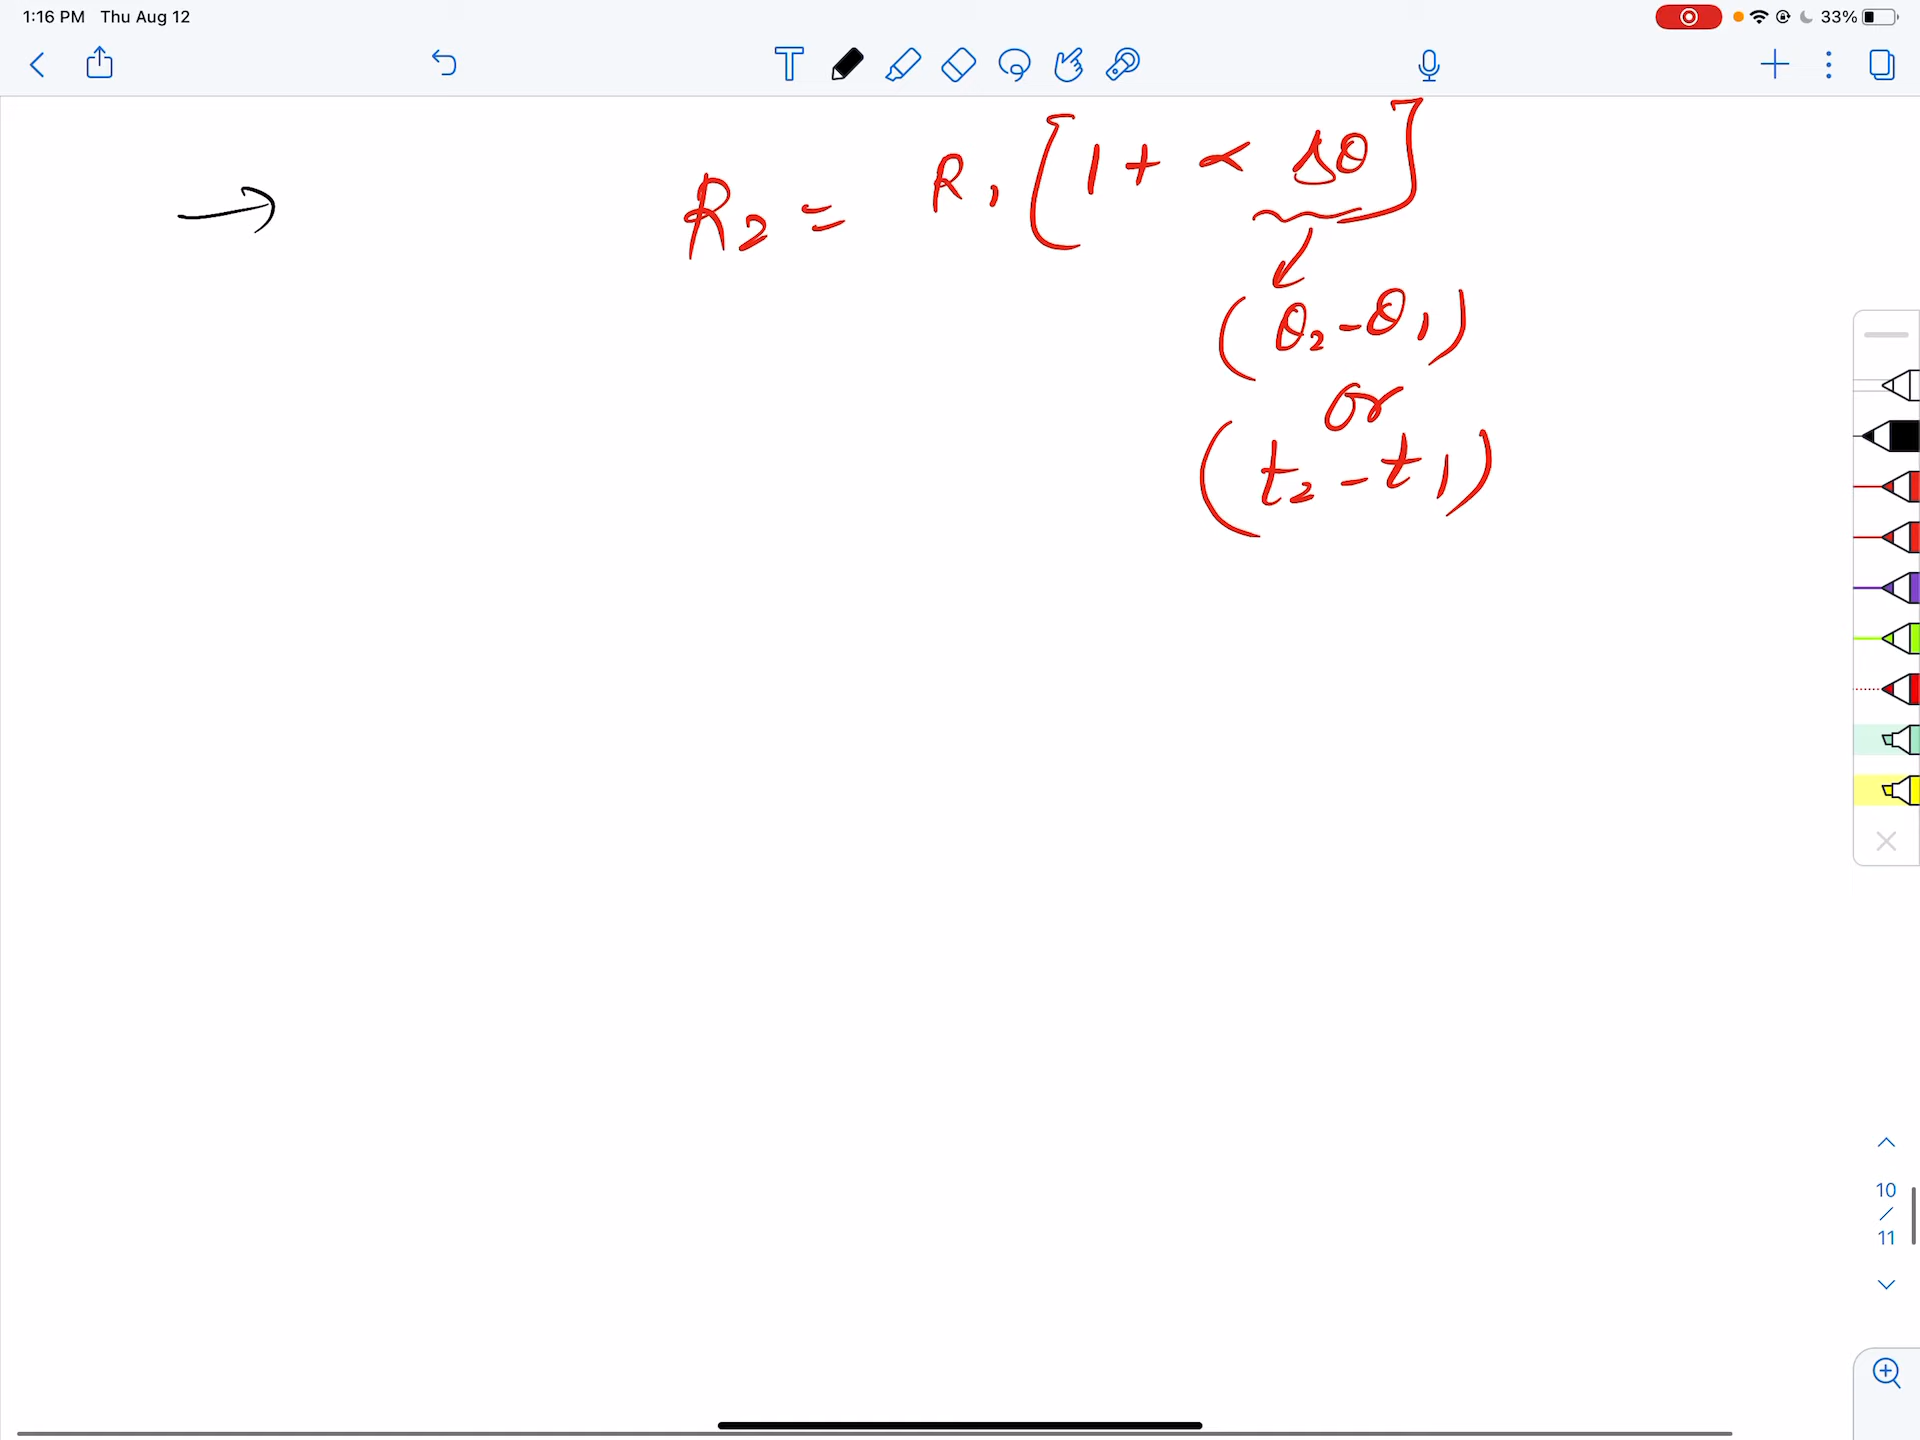 1:16 PM Thu Aug 12 33%
→ R₂ = R₁ [1 + α Δθ]
(θ₂ - θ₁)
or
(t₂ - t₁)
10
/
11